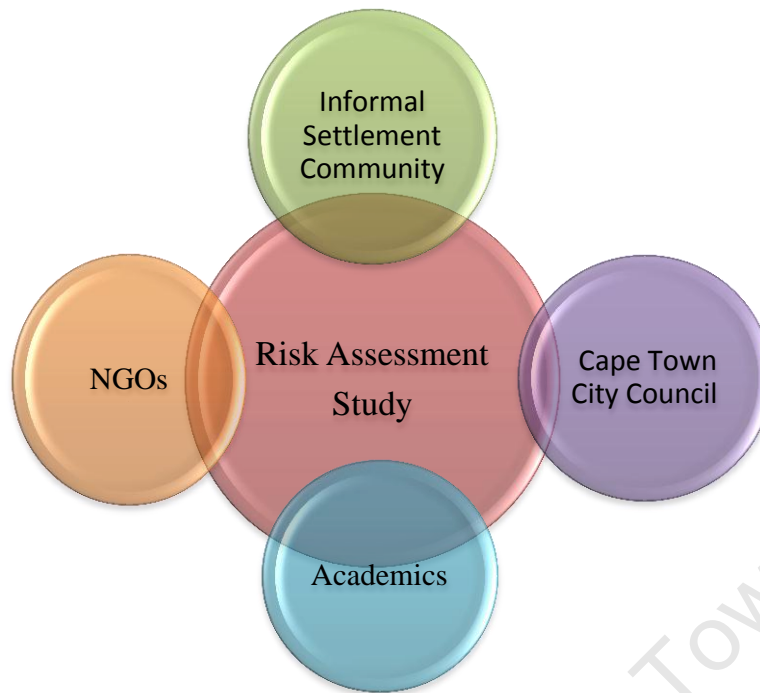 Informal
Settlement
Community
NGOs
Risk Assessment
Study
Cape Town
City Council
Academics